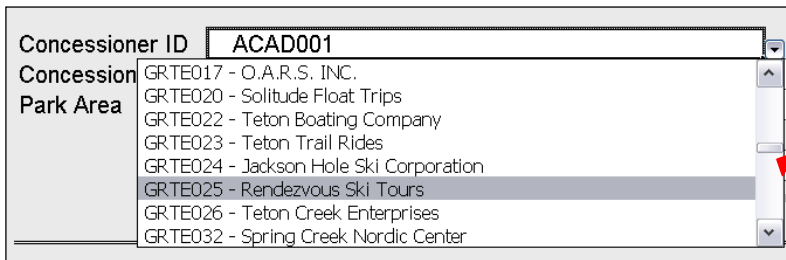 Concessioner ID ACAD001
Concession
Park Area
GRTE017 - O.A.R.S. INC.
GRTE020 - Solitude Float Trips
GRTE022 - Teton Boating Company
GRTE023 - Teton Trail Rides
GRTE024 - Jackson Hole Ski Corporation
GRTE025 - Rendezvous Ski Tours
GRTE026 - Teton Creek Enterprises
GRTE032 - Spring Creek Nordic Center